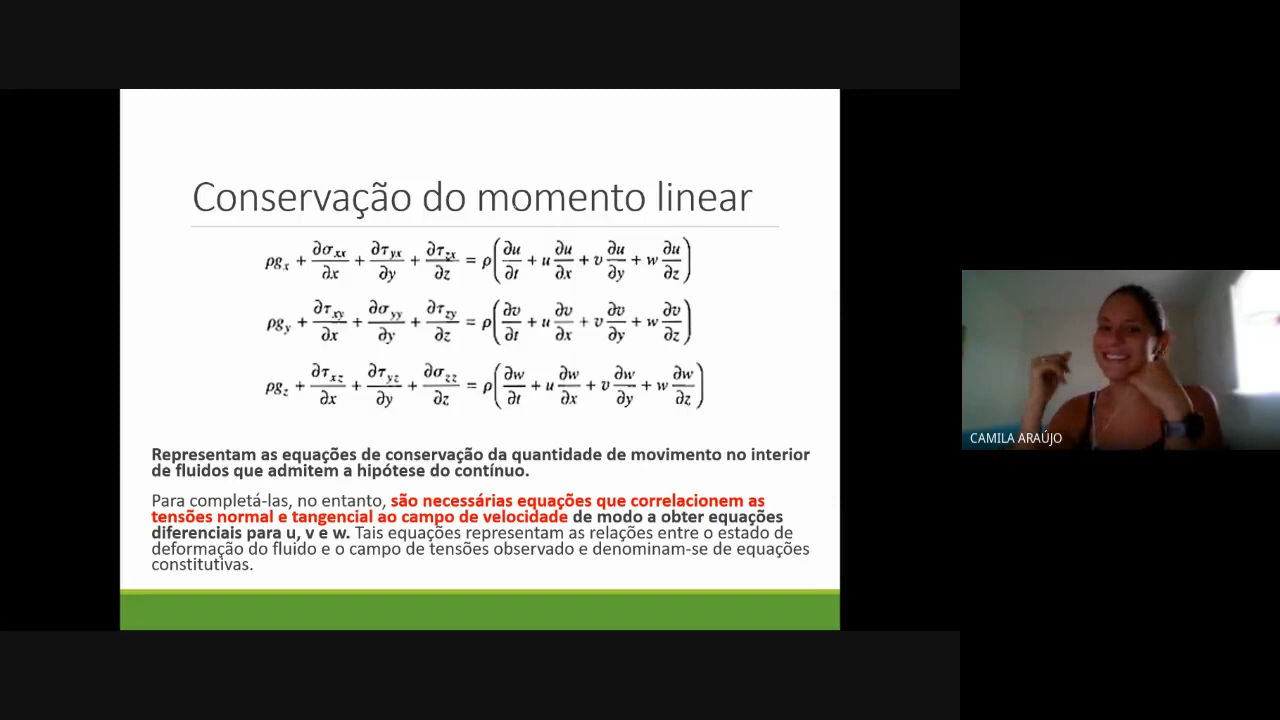 Conservação do momento linear
ρg_x + ∂σ_xx/∂x + ∂τ_yx/∂y + ∂τ_zx/∂z = ρ(∂u/∂t + u ∂u/∂x + v ∂u/∂y + w ∂u/∂z)
ρg_y + ∂τ_xy/∂x + ∂σ_yy/∂y + ∂τ_zy/∂z = ρ(∂v/∂t + u ∂v/∂x + v ∂v/∂y + w ∂v/∂z)
ρg_z + ∂τ_xz/∂x + ∂τ_yz/∂y + ∂σ_zz/∂z = ρ(∂w/∂t + u ∂w/∂x + v ∂w/∂y + w ∂w/∂z)
Representam as equações de conservação da quantidade de movimento no interior
de fluidos que admitem a hipótese do contínuo.
Para completá-las, no entanto, são necessárias equações que correlacionem as
tensões normal e tangencial ao campo de velocidade de modo a obter equações
diferenciais para u, v e w. Tais equações representam as relações entre o estado de
deformação do fluido e o campo de tensões observado e denominam-se de equações
constitutivas.
CAMILA ARAÚJO